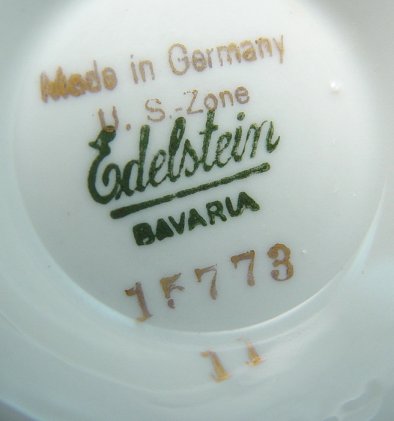 Made in Germany
U. S.-Zone
Edelstein
BAVARIA
15773
11